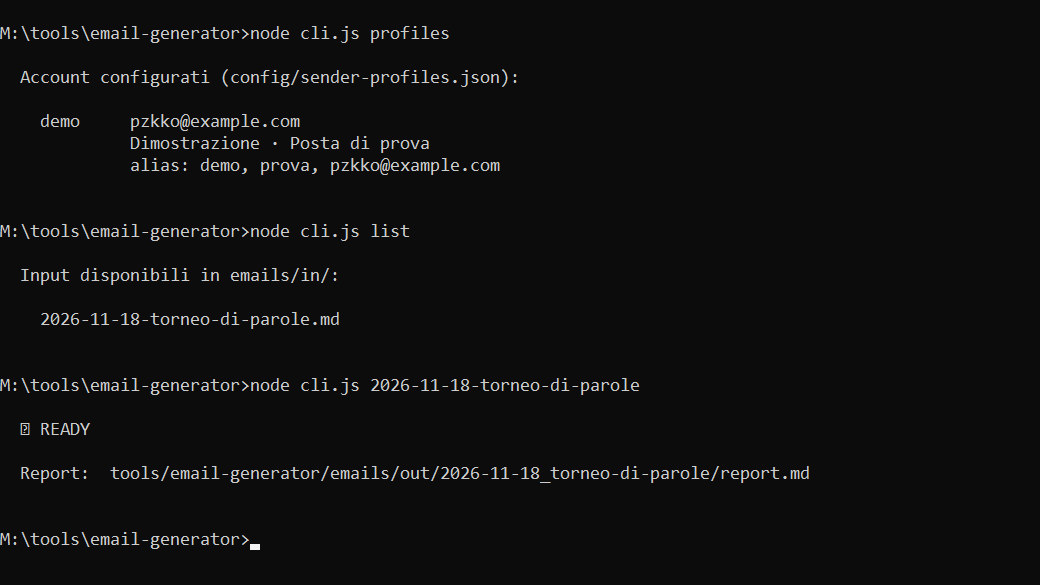 M:\tools\email-generator>node cli.js profiles
Account configurati (config/sender-profiles.json):
demo pzkko@example.com
Dimostrazione · Posta di prova
alias: demo, prova, pzkko@example.com
M:\tools\email-generator>node cli.js list
Input disponibili in emails/in/:
2026-11-18-torneo-di-parole.md
M:\tools\email-generator>node cli.js 2026-11-18-torneo-di-parole
READY
Report: tools/email-generator/emails/out/2026-11-18_torneo-di-parole/report.md
M:\tools\email-generator>